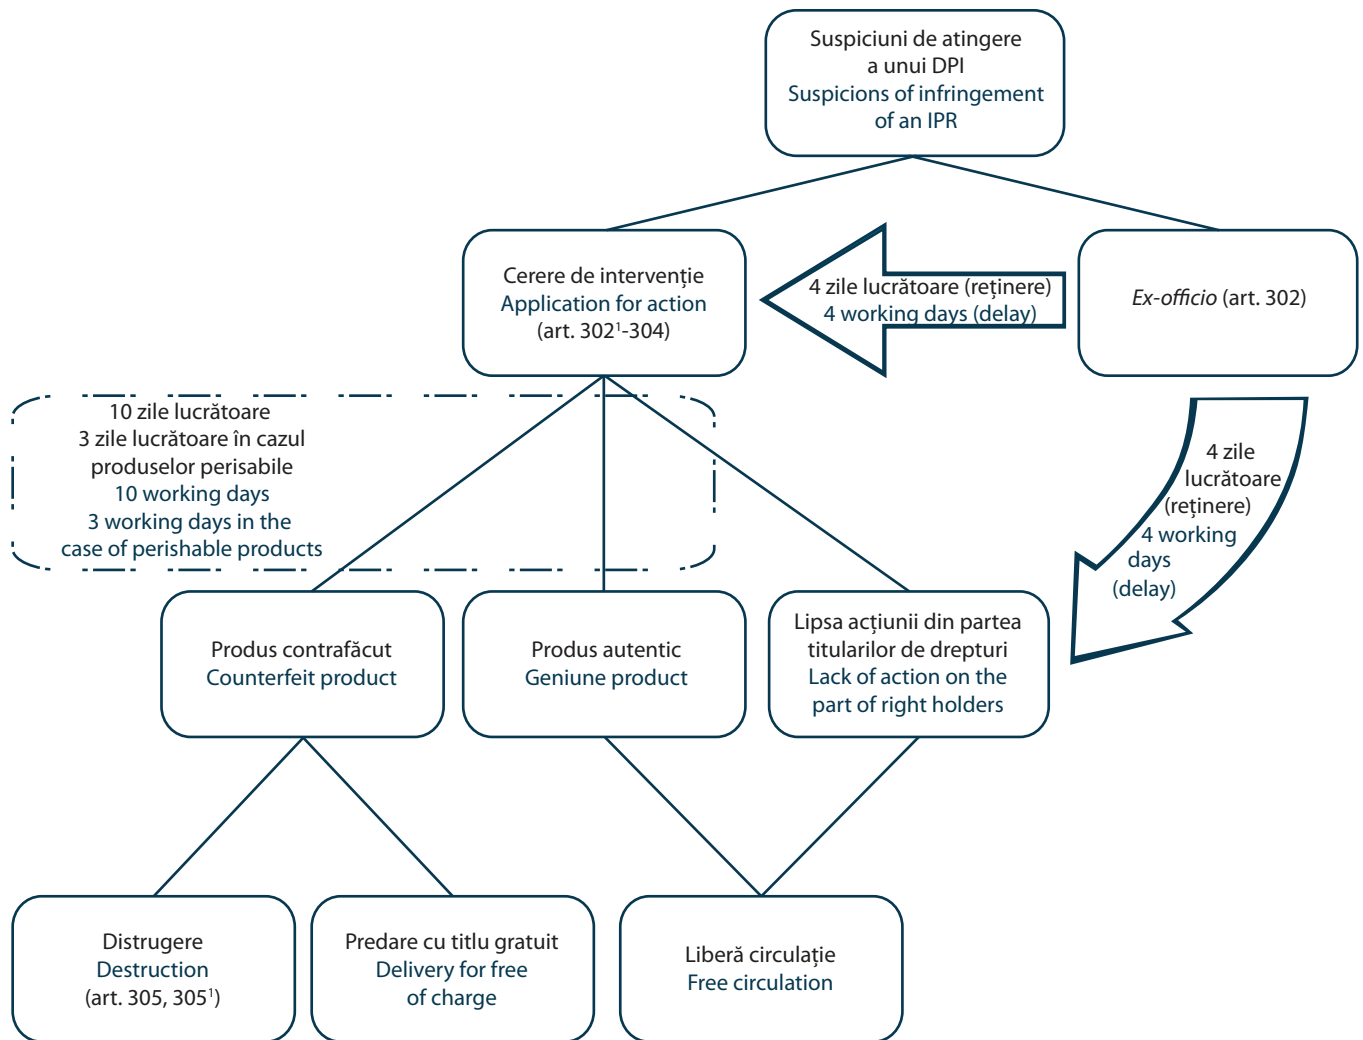 Suspiciuni de atingere
a unui DPI
Suspicions of infringement
of an IPR
Cerere de intervenție
Application for action
(art. 302¹-304)
4 zile lucrătoare (reținere)
4 working days (delay)
Ex-officio (art. 302)
10 zile lucrătoare
3 zile lucrătoare în cazul
produselor perisabile
10 working days
3 working days in the
case of perishable products
4 zile
lucrătoare
(reținere)
4 working
days
(delay)
Produs contrafăcut
Counterfeit product
Produs autentic
Geniune product
Lipsa acțiunii din partea
titularilor de drepturi
Lack of action on the
part of right holders
Distrugere
Destruction
(art. 305, 305¹)
Predare cu titlu gratuit
Delivery for free
of charge
Liberă circulație
Free circulation